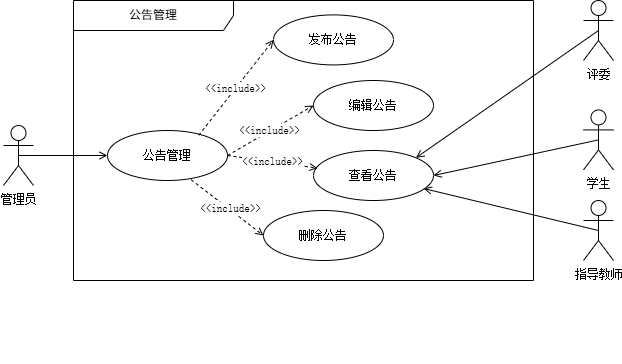 公告管理
发布公告
<<include>>
评委
编辑公告
<<include>>
公告管理
<<include>>
查看公告
学生
管理员
<<include>>
删除公告
指导教师